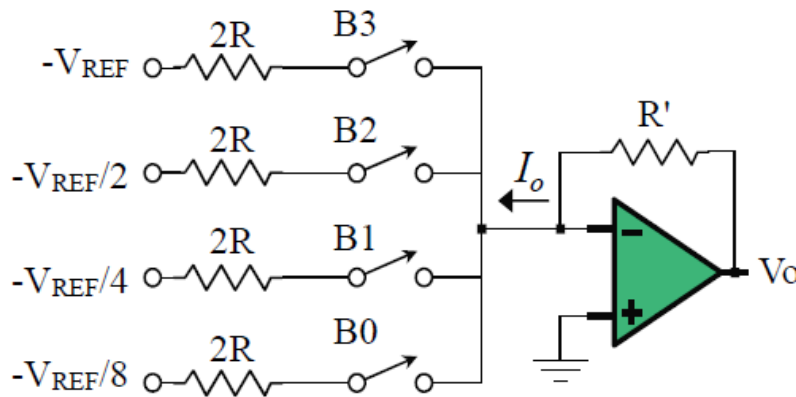 B3
2R
-VREF
B2
2R
R'
-VREF/2
Io
B1
2R
-
-VREF/4
Vo
B0
+
2R
-VREF/8